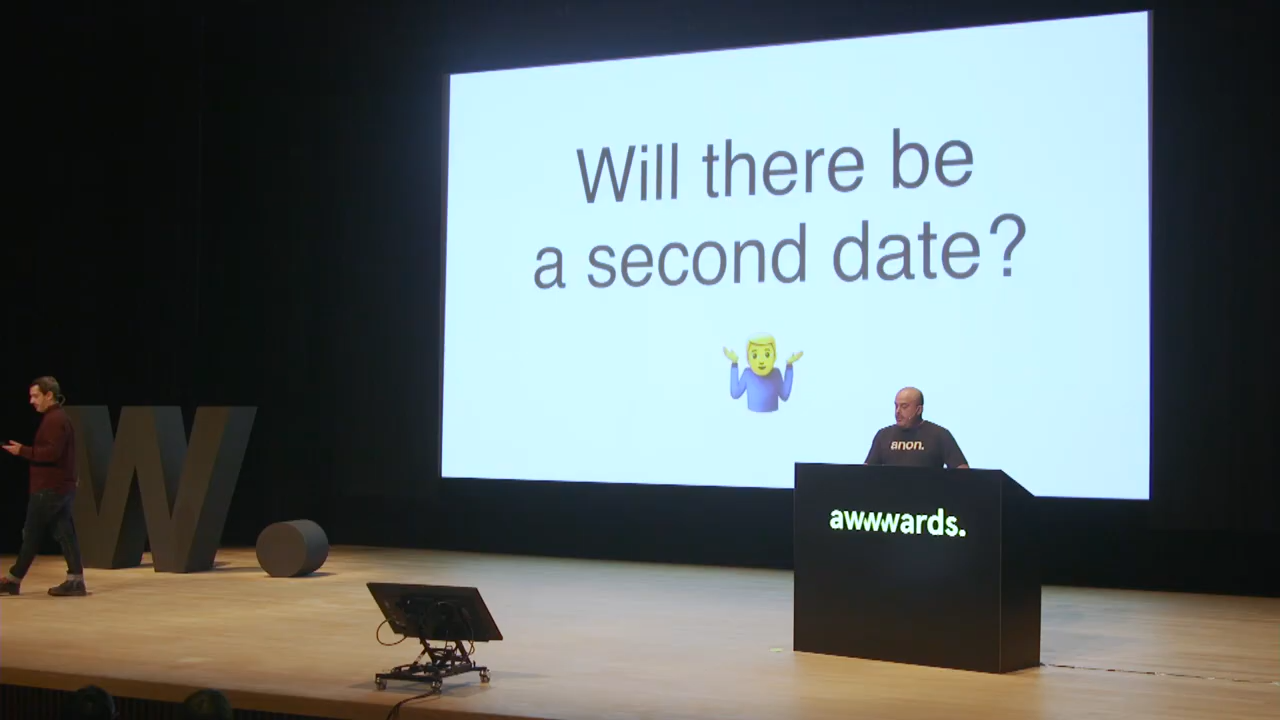 Will there be
a second date?
anon.
awwwards.
W.